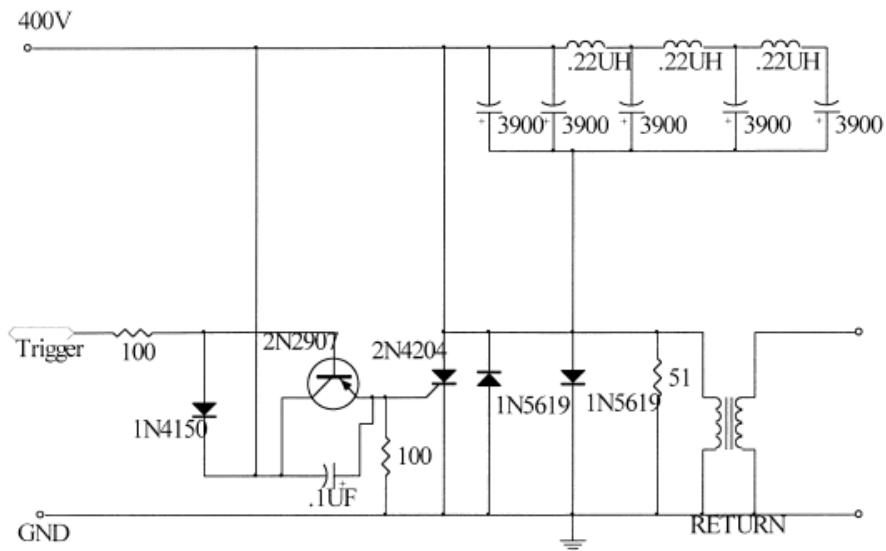 400V
.22UH .22UH .22UH
3900 3900 3900 3900 3900
+ + + + +
Trigger
100
2N2907
2N4204
1N4150
1N5619
1N5619
51
100
+
.1UF
GND
RETURN